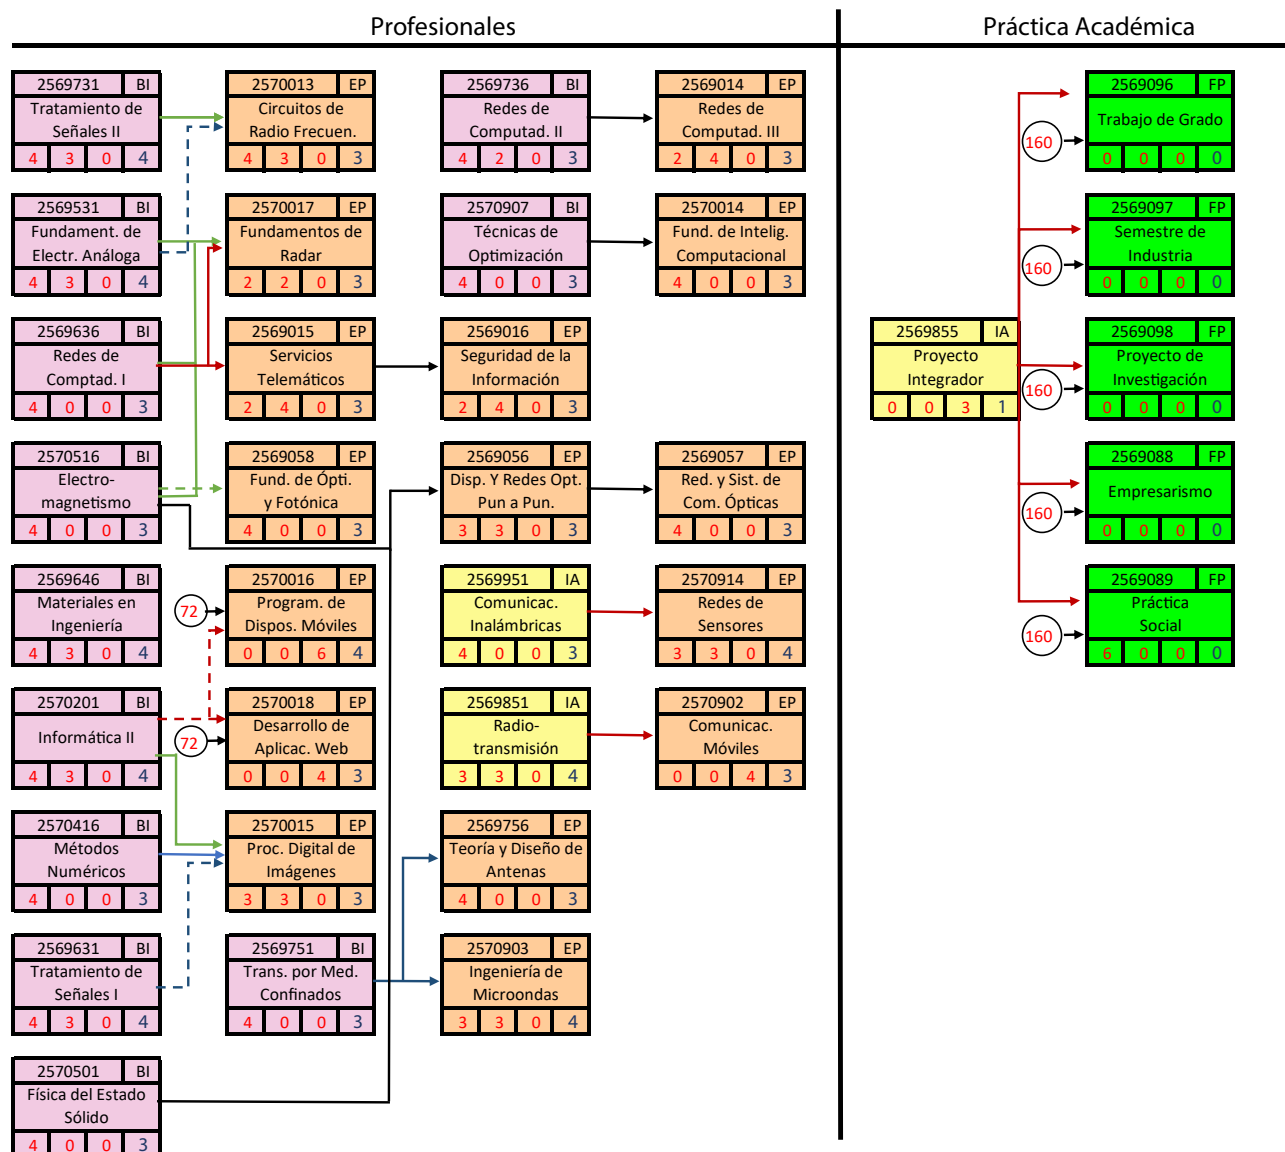 Profesionales
Práctica Académica
2569731 BI
Tratamiento de
Señales II
4 3 0 4
2570013 EP
Circuitos de
Radio Frecuen.
4 3 0 3
2569736 BI
Redes de
Computad. II
4 2 0 3
2569014 EP
Redes de
Computad. III
2 4 0 3
2569096 FP
Trabajo de Grado
160
0 0 0 0
2569531 BI
Fundament. de
Electr. Análoga
4 3 0 4
2570017 EP
Fundamentos de
Radar
2 2 0 3
2570907 BI
Técnicas de
Optimización
4 0 0 3
2570014 EP
Fund. de Intelig.
Computacional
4 0 0 3
2569097 FP
Semestre de
Industria
160
0 0 0 0
2569636 BI
Redes de
Comptad. I
4 0 0 3
2569015 EP
Servicios
Telemáticos
2 4 0 3
2569016 EP
Seguridad de la
Información
2 4 0 3
2569855 IA
Proyecto
Integrador
0 0 3 1
2569098 FP
Proyecto de
Investigación
160
0 0 0 0
2570516 BI
Electro-
magnetismo
4 0 0 3
2569058 EP
Fund. de Ópti.
y Fotónica
4 0 0 3
2569056 EP
Disp. Y Redes Opt.
Pun a Pun.
3 3 0 3
2569057 EP
Red. y Sist. de
Com. Ópticas
4 0 0 3
2569088 FP
Empresarismo
160
0 0 0 0
2569646 BI
Materiales en
Ingeniería
4 3 0 4
72
2570016 EP
Program. de
Dispos. Móviles
0 0 6 4
2569951 IA
Comunicac.
Inalámbricas
4 0 0 3
2570914 EP
Redes de
Sensores
3 3 0 4
2569089 FP
Práctica
Social
160
6 0 0 0
2570201 BI
Informática II
4 3 0 4
72
2570018 EP
Desarrollo de
Aplicac. Web
0 0 4 3
2569851 IA
Radio-
transmisión
3 3 0 4
2570902 EP
Comunicac.
Móviles
0 0 4 3
2570416 BI
Métodos
Numéricos
4 0 0 3
2570015 EP
Proc. Digital de
Imágenes
3 3 0 3
2569756 EP
Teoría y Diseño de
Antenas
4 0 0 3
2569631 BI
Tratamiento de
Señales I
4 3 0 4
2569751 BI
Trans. por Med.
Confinados
4 0 0 3
2570903 EP
Ingeniería de
Microondas
3 3 0 4
2570501 BI
Física del Estado
Sólido
4 0 0 3